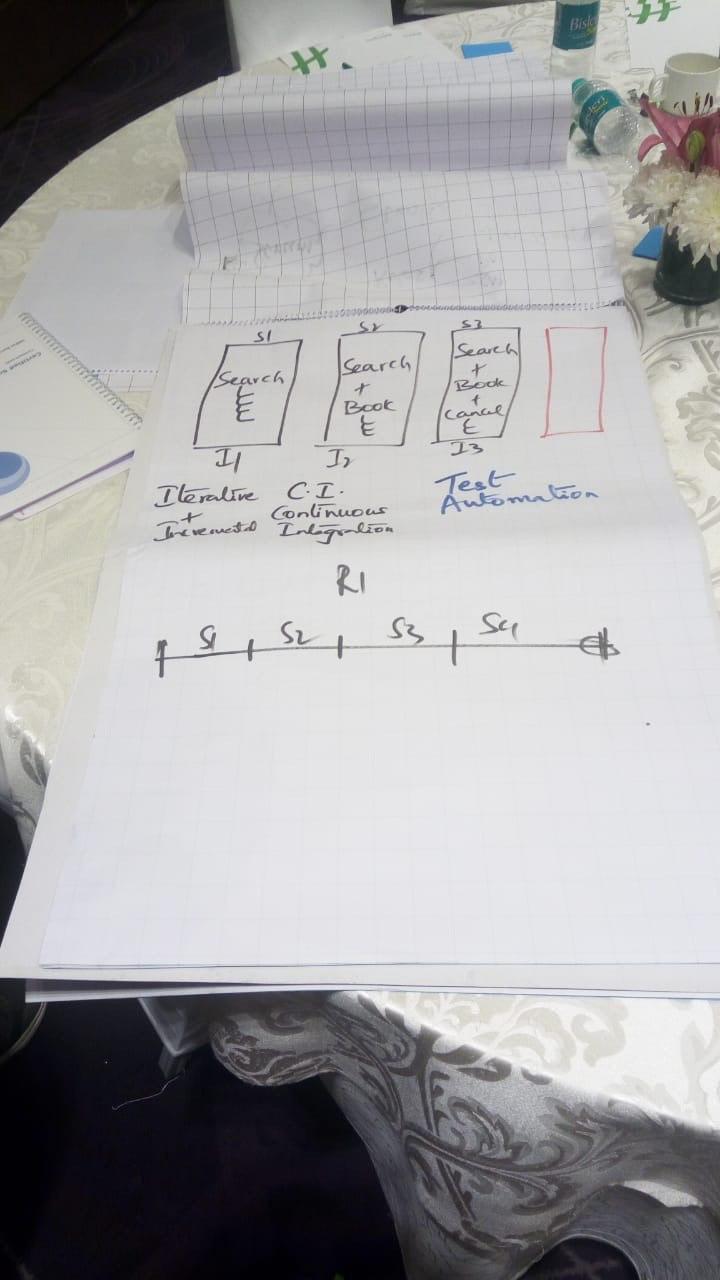 Bisleri
S1
S2
S3
Search
I1
Search
+
Book
I2
Search
+
Book
+
Cancel
I3
Iterative
+
Incremental
C.I.
Continuous
Integration
Test
Automation
R1
S1 S2 S3 S4